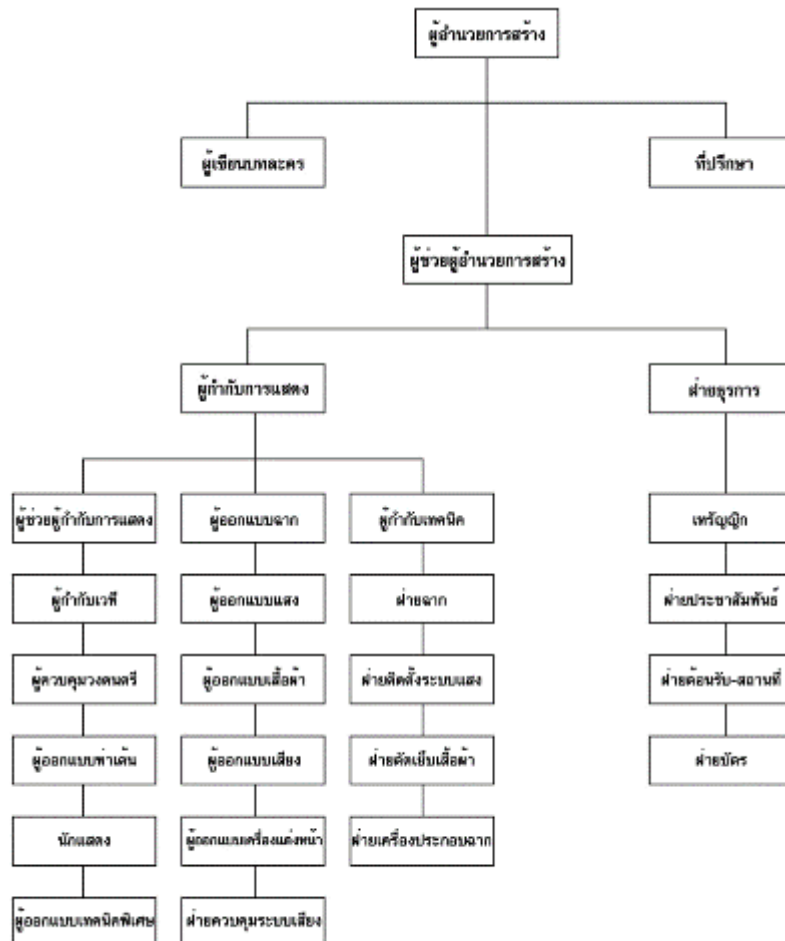 ผู้อำนวยการสร้าง
ผู้เขียนบทละคร
ที่ปรึกษา
ผู้ช่วยผู้อำนวยการสร้าง
ผู้กำกับการแสดง
ฝ่ายธุรการ
ผู้ช่วยผู้กำกับการแสดง
ผู้ออกแบบฉาก
ผู้กำกับเทคนิค
เหรัญญิก
ผู้กำกับเวที
ผู้ออกแบบแสง
ฝ่ายฉาก
ฝ่ายประชาสัมพันธ์
ผู้ควบคุมวงดนตรี
ผู้ออกแบบเสื้อผ้า
ฝ่ายติดตั้งระบบแสง
ฝ่ายต้อนรับ-สถานที่
ผู้ออกแบบท่าเต้น
ผู้ออกแบบเสียง
ฝ่ายตัดเย็บเสื้อผ้า
ฝ่ายบัตร
นักแสดง
ผู้ออกแบบเครื่องแต่งหน้า
ฝ่ายเครื่องประกอบฉาก
ผู้ออกแบบเทคนิคพิเศษ
ฝ่ายควบคุมระบบเสียง